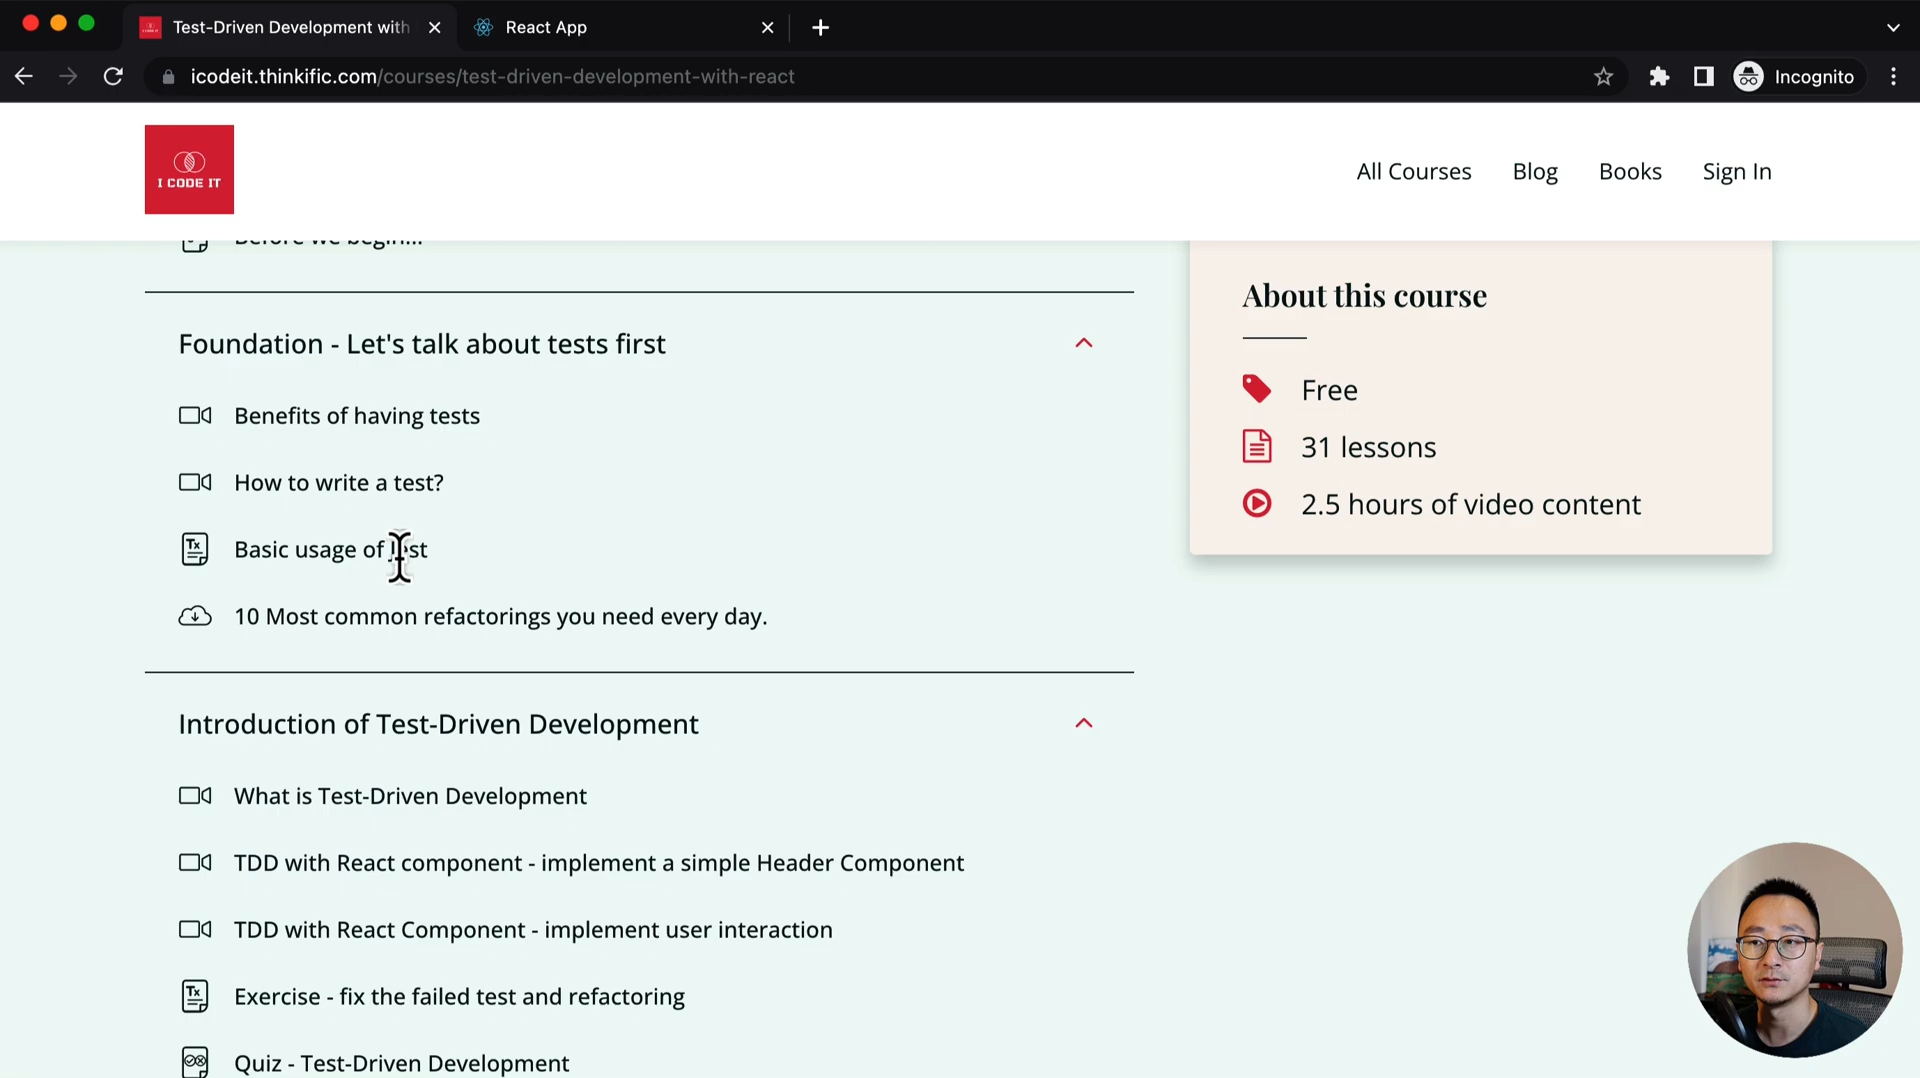 Test-Driven Development with
React App
icodeit.thinkific.com/courses/test-driven-development-with-react
Incognito
I CODE IT
All Courses
Blog
Books
Sign In
Before we begin...
Foundation - Let's talk about tests first
Benefits of having tests
How to write a test?
Basic usage of
10 Most common refactorings you need every day.
Introduction of Test-Driven Development
What is Test-Driven Development
TDD with React component - implement a simple Header Component
TDD with React Component - implement user interaction
Exercise - fix the failed test and refactoring
Quiz - Test-Driven Development
About this course
Free
31 lessons
2.5 hours of video content